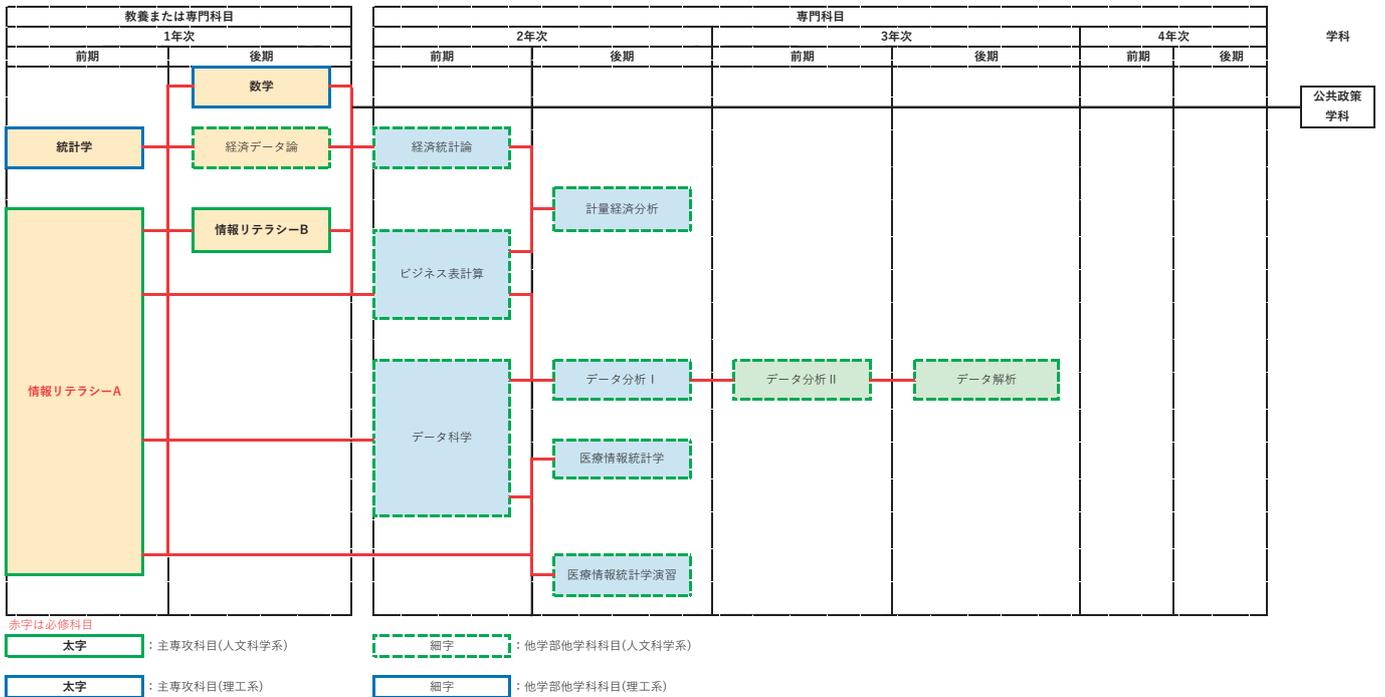 教養または専門科目
専門科目
1年次
2年次
3年次
4年次
学科
前期
後期
前期
後期
前期
後期
前期
後期
数学
公共政策
学科
統計学
経済データ論
経済統計論
計量経済分析
情報リテラシーB
ビジネス表計算
データ分析Ⅰ
データ分析Ⅱ
データ解析
情報リテラシーA
データ科学
医療情報統計学
医療情報統計学演習
赤字は必修科目
太字
：主専攻科目(人文科学系)
細字
：他学部他学科科目(人文科学系)
太字
：主専攻科目(理工系)
細字
：他学部他学科科目(理工系)